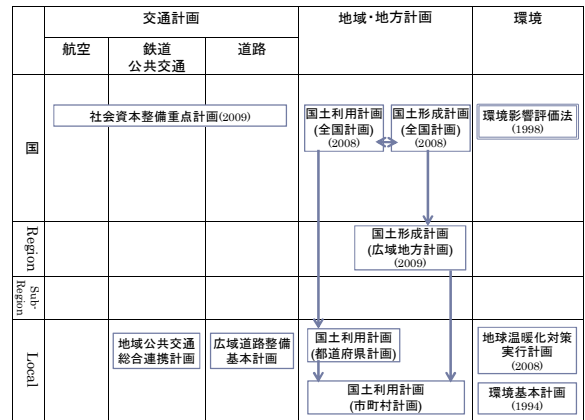 交通計画
地域・地方計画
環境
航空
鉄道
公共交通
道路
国
社会資本整備重点計画(2009)
国土利用計画
(全国計画)
(2008)
国土形成計画
(全国計画)
(2008)
環境影響評価法
(1998)
Region
国土形成計画
(広域地方計画)
(2009)
Sub-
Region
Local
地域公共交通
総合連携計画
広域道路整備
基本計画
国土利用計画
(都道府県計画)
地球温暖化対策
実行計画
(2008)
国土利用計画
(市町村計画)
環境基本計画
(1994)